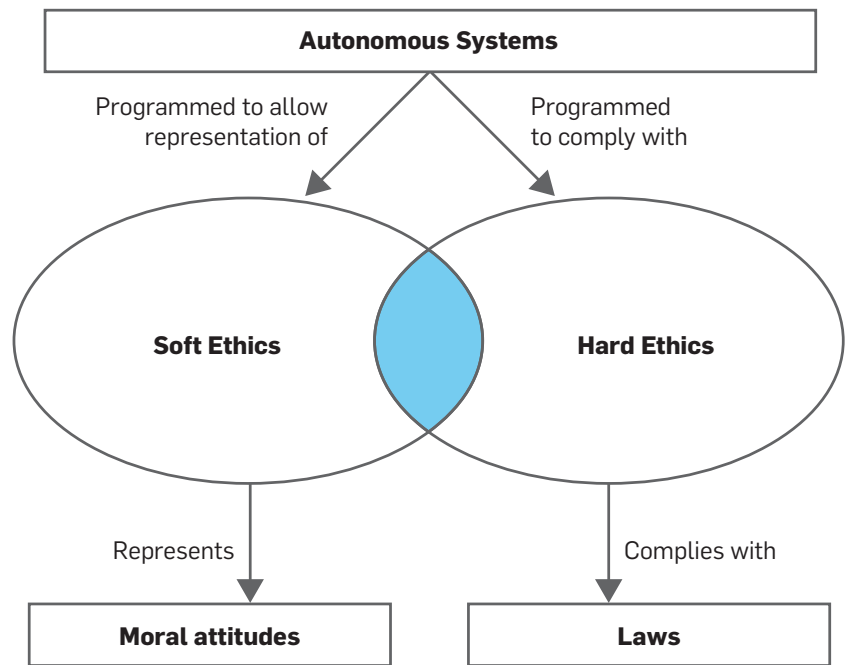 Autonomous Systems
Programmed to allow
representation of
Programmed
to comply with
Soft Ethics
Hard Ethics
Represents
Complies with
Moral attitudes
Laws